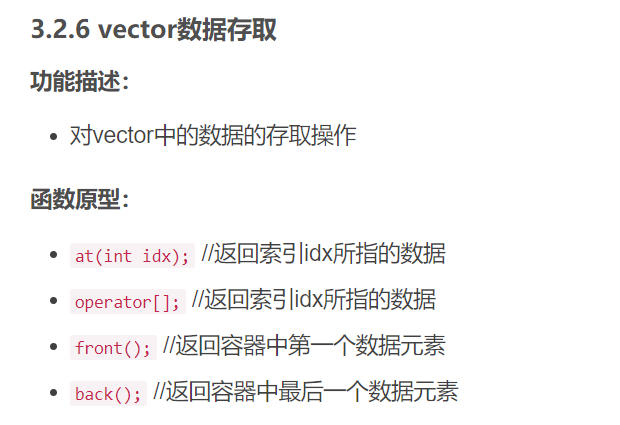 3.2.6 vector数据存取
功能描述：
对vector中的数据的存取操作
函数原型：
at(int idx); //返回索引idx所指的数据
operator[]; //返回索引idx所指的数据
front(); //返回容器中第一个数据元素
back(); //返回容器中最后一个数据元素